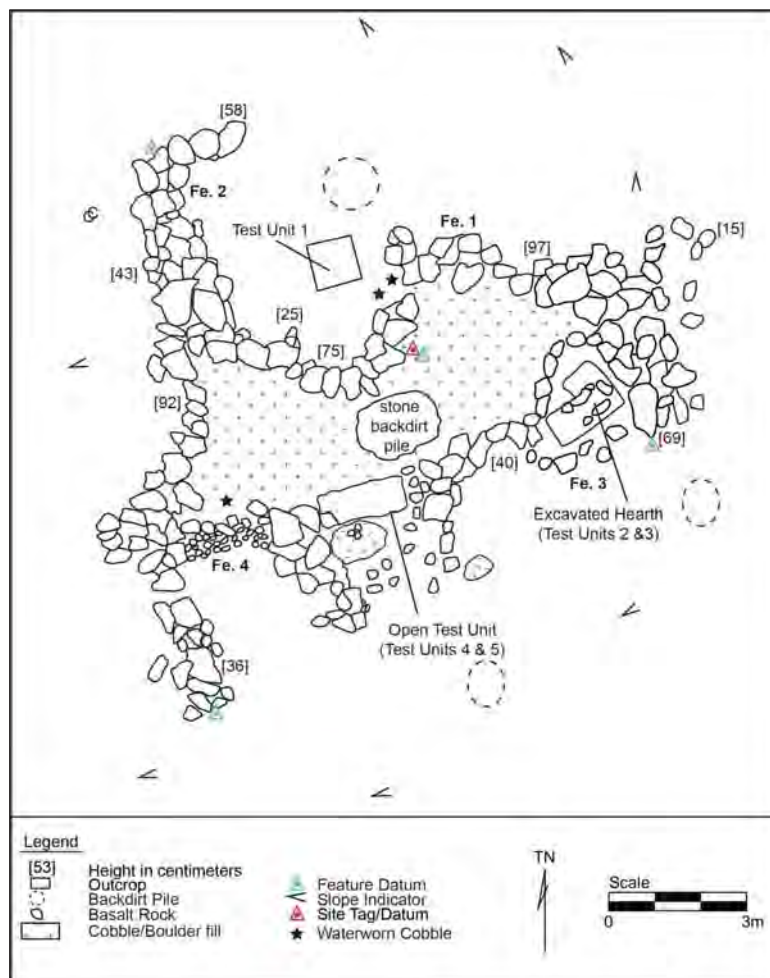 [58]
Fe. 2
Fe. 1
Test Unit 1
[15]
[97]
[43]
[25]
[75]
[92]
stone
backdirt
pile
[40]
[69]
Fe. 3
Excavated Hearth
(Test Units 2 &3)
Fe. 4
Open Test Unit
(Test Units 4 & 5)
[36]
Legend
[53] Height in centimeters
Outcrop
Backdirt Pile
Basalt Rock
Cobble/Boulder fill
Feature Datum
Slope Indicator
Site Tag/Datum
Waterworn Cobble
TN
Scale
0 3m